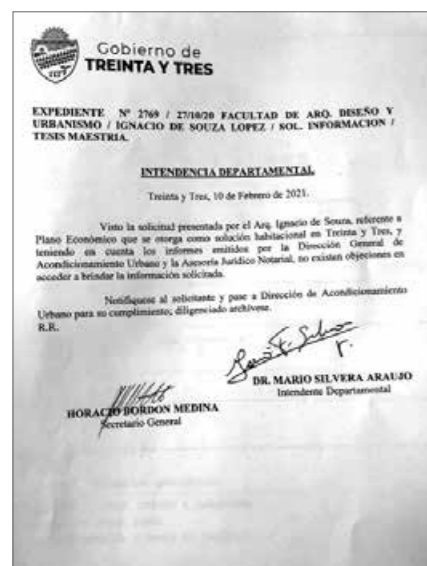 Gobierno de
TREINTA Y TRES
EXPEDIENTE Nº 2769 / 27/10/20 FACULTAD DE ARQ. DISEÑO Y
URBANISMO / IGNACIO DE SOUZA LOPEZ / SOL. INFORMACION /
TESIS MAESTRIA.
INTENDENCIA DEPARTAMENTAL
Treinta y Tres, 10 de Febrero de 2021.
Visto la solicitud presentada por el Arq. Ignacio de Souza, referente a
Plano Económico que se otorga como solución habitacional en Treinta y Tres, y
teniendo en cuenta los informes emitidos por la Dirección General de
Acondicionamiento Urbano y la Asesoría Jurídico Notarial, no existen objeciones en
acceder a brindar la información solicitada.
Notifíquese al solicitante y pase a Dirección de Acondicionamiento
Urbano para su cumplimiento; diligenciado archívese.
R.R.
DR. MARIO SILVERA ARAUJO
Intendente Departamental
HORACIO BORDON MEDINA
Secretario General